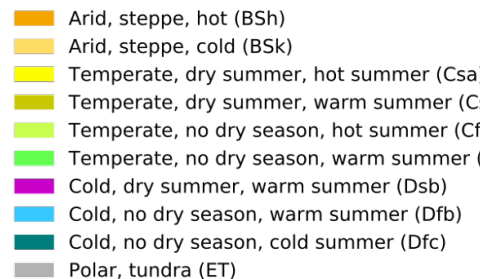 Arid, steppe, hot (BSh)
Arid, steppe, cold (BSk)
Temperate, dry summer, hot summer (Csa)
Temperate, dry summer, warm summer (Cs
Temperate, no dry season, hot summer (Cf
Temperate, no dry season, warm summer (
Cold, dry summer, warm summer (Dsb)
Cold, no dry season, warm summer (Dfb)
Cold, no dry season, cold summer (Dfc)
Polar, tundra (ET)